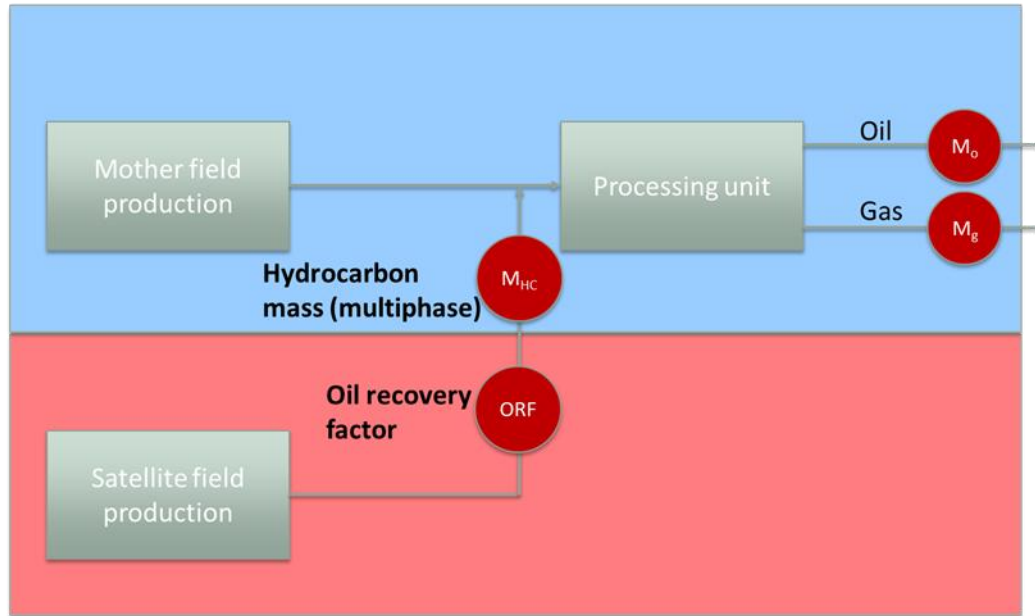 Mother field
production
Processing unit
Oil
M₀
Gas
Mg
Hydrocarbon
mass (multiphase)
MHC
Oil recovery
factor
ORF
Satellite field
production